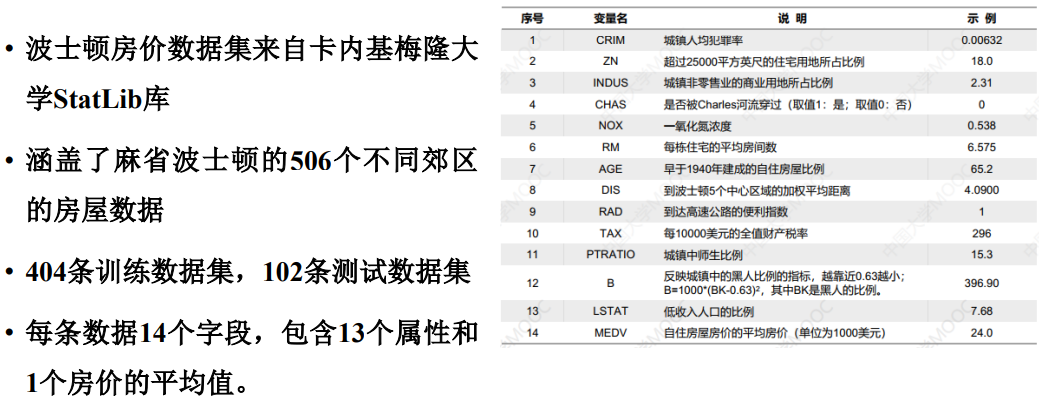 • 波士顿房价数据集来自卡内基梅隆大
学StatLib库
• 涵盖了麻省波士顿的506个不同郊区
的房屋数据
• 404条训练数据集，102条测试数据集
• 每条数据14个字段，包含13个属性和
1个房价的平均值。
序号 变量名 说 明 示 例
1 CRIM 城镇人均犯罪率 0.00632
2 ZN 超过25000平方英尺的住宅用地所占比例 18.0
3 INDUS 城镇非零售业的商业用地所占比例 2.31
4 CHAS 是否被Charles河流穿过（取值1：是；取值0：否） 0
5 NOX 一氧化氮浓度 0.538
6 RM 每栋住宅的平均房间数 6.575
7 AGE 早于1940年建成的自住房屋比例 65.2
8 DIS 到波士顿5个中心区域的加权平均距离 4.0900
9 RAD 到达高速公路的便利指数 1
10 TAX 每10000美元的全值财产税率 296
11 PTRATIO 城镇中师生比例 15.3
12 B 反映城镇中的黑人比例的指标，越靠近0.63越小； 396.90
B=1000*(BK-0.63)²，其中BK是黑人的比例。
13 LSTAT 低收入人口的比例 7.68
14 MEDV 自住房屋房价的平均房价（单位为1000美元） 24.0
中国大学MOOC